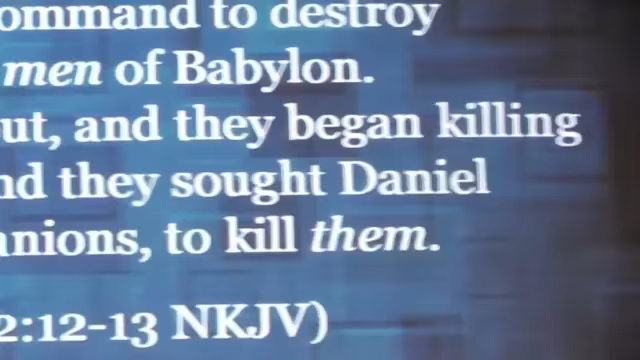 ommand to destroy
men of Babylon.
ut, and they began killing
nd they sought Daniel
nions, to kill them.
2:12-13 NKJV)